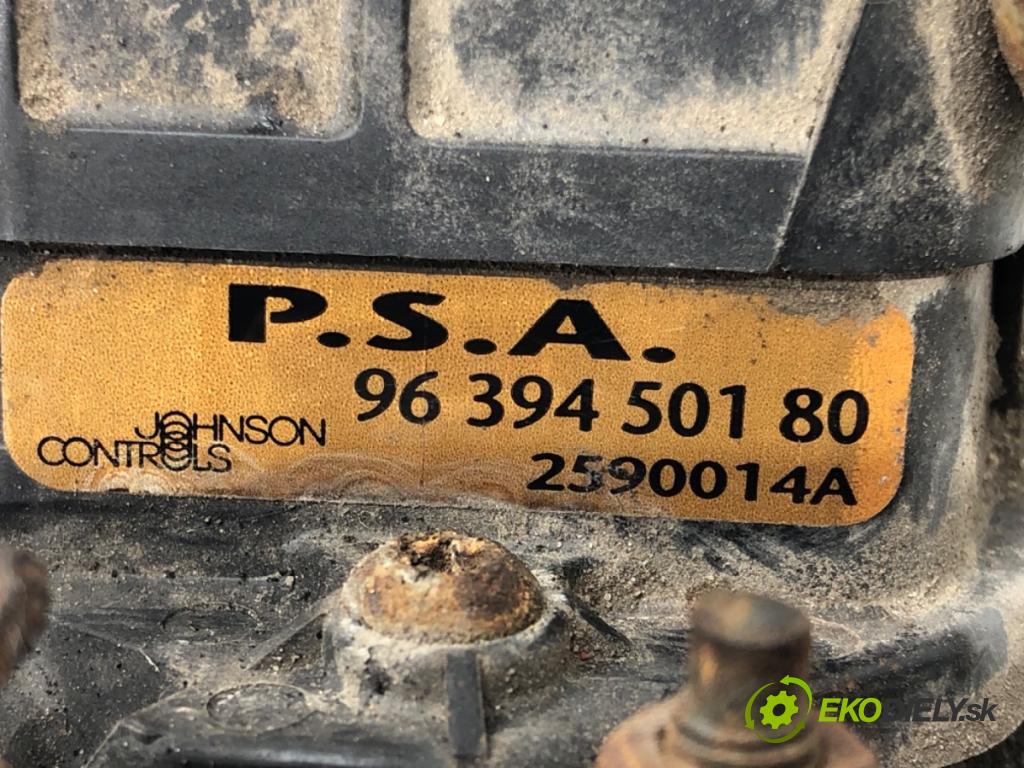 P.S.A.
96 394 501 80
JOHNSON
CONTROLS
2590014A
EKODIELY.sk